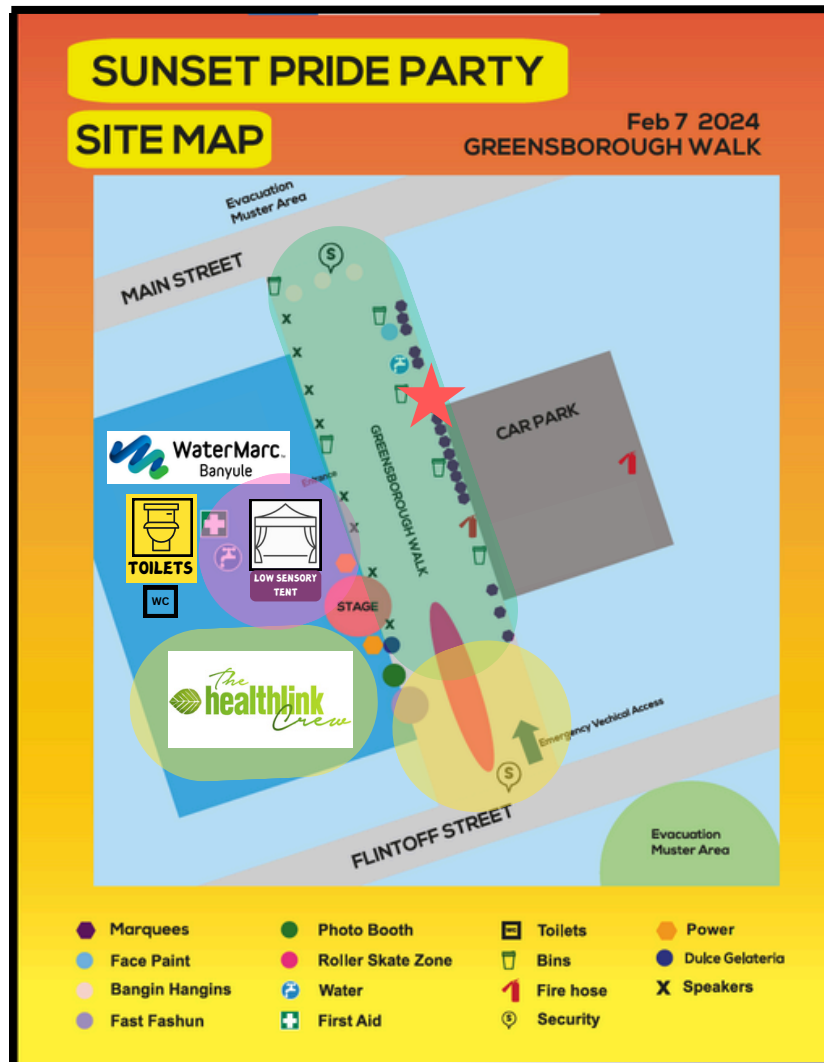 SUNSET PRIDE PARTY
SITE MAP
Feb 7 2024
GREENSBOROUGH WALK
Evacuation
Muster Area
S
MAIN STREET
GREENSBOROUGH WALK
CAR PARK
WaterMarc™
Banyule
Entrance
TOILETS
WC
LOW SENSORY
TENT
STAGE
The
healthlink
Crew
Emergency Vechical Access
S
FLINTOFF STREET
Evacuation
Muster Area
Marquees
Face Paint
Bangin Hangins
Fast Fashun
Photo Booth
Roller Skate Zone
Water
First Aid
WC Toilets
Bins
Fire hose
S Security
Power
Dulce Gelateria
X Speakers